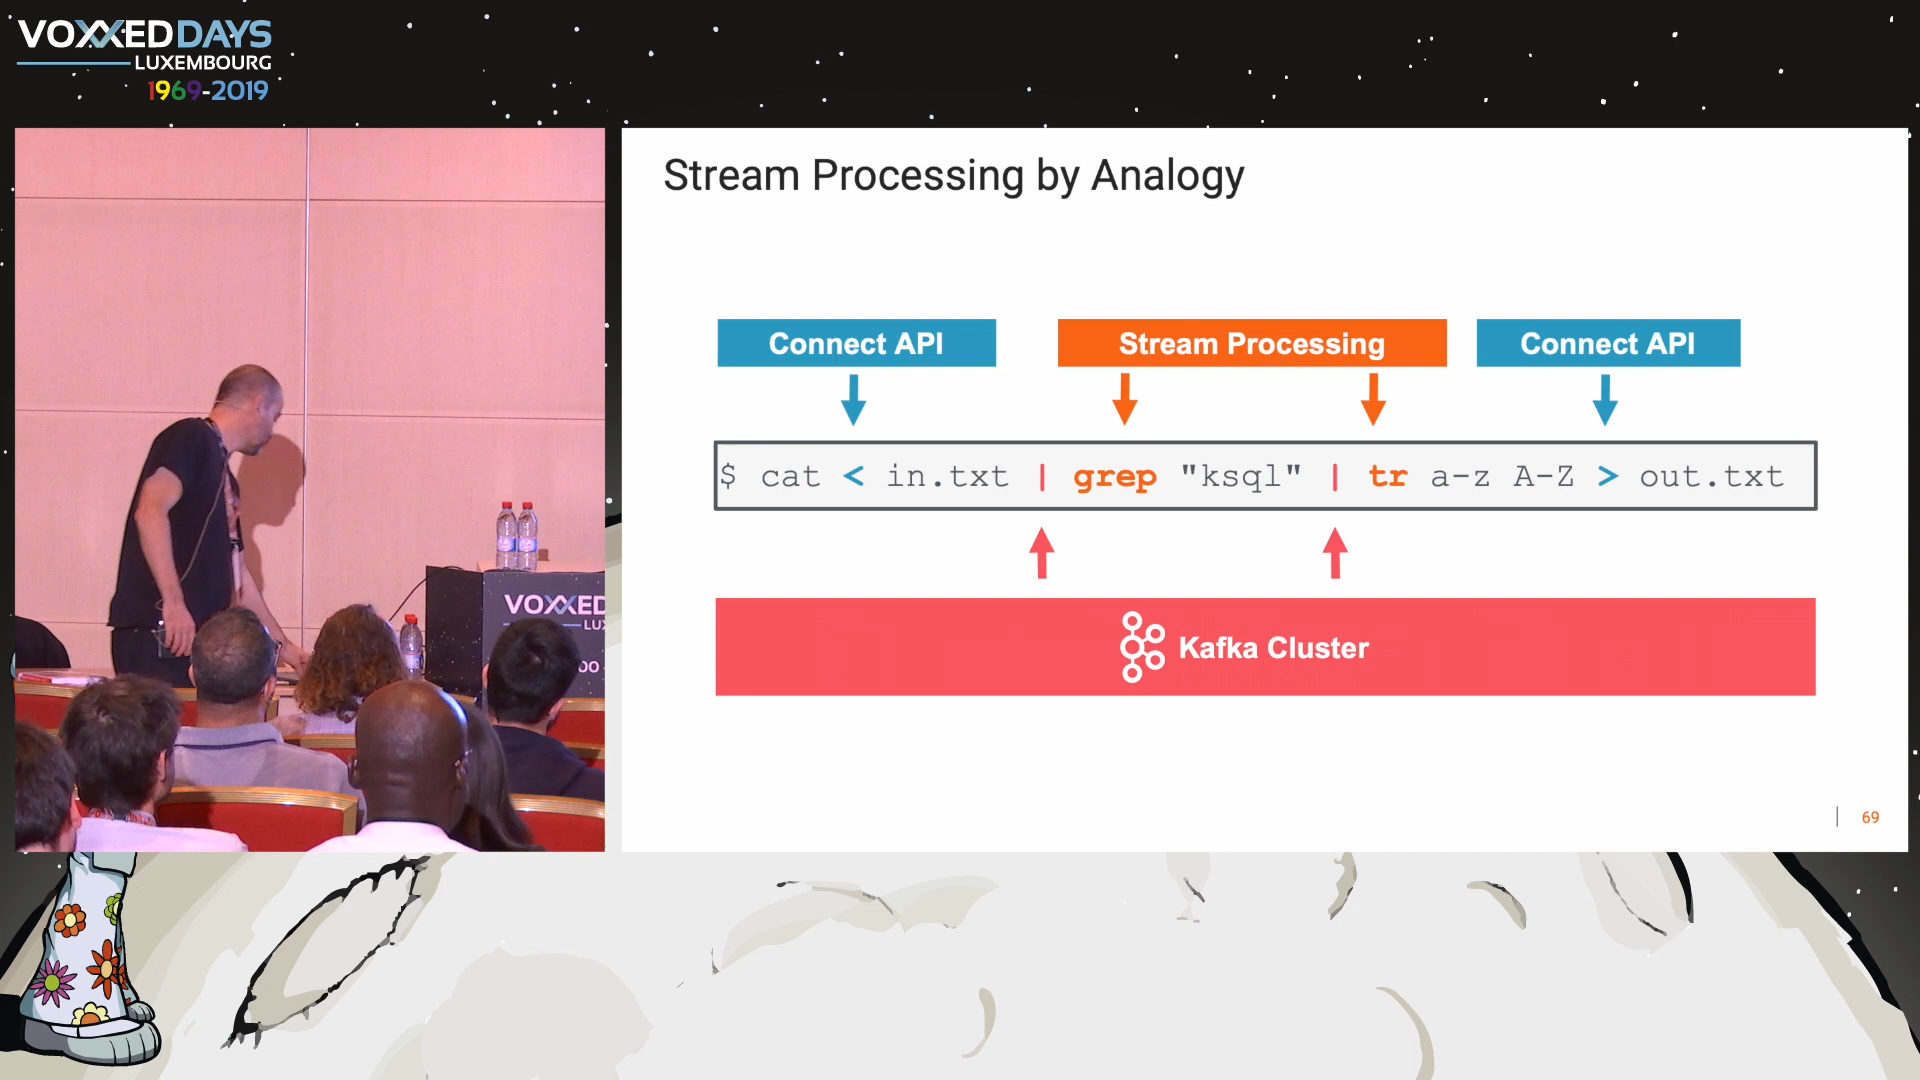 VOXXEDDAYS
LUXEMBOURG
1969-2019
Stream Processing by Analogy
Connect API
Stream Processing
Connect API
$ cat < in.txt | grep "ksql" | tr a-z A-Z > out.txt
Kafka Cluster
69
VOXXED
LU